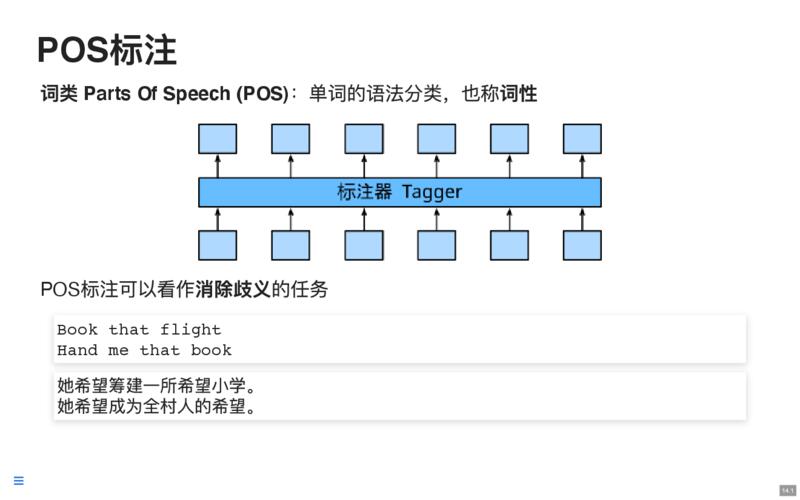 POS标注
词类 Parts Of Speech (POS)：单词的语法分类，也称词性
标注器 Tagger
POS标注可以看作消除歧义的任务
Book that flight
Hand me that book
她希望筹建一所希望小学。
她希望成为全村人的希望。
14.1